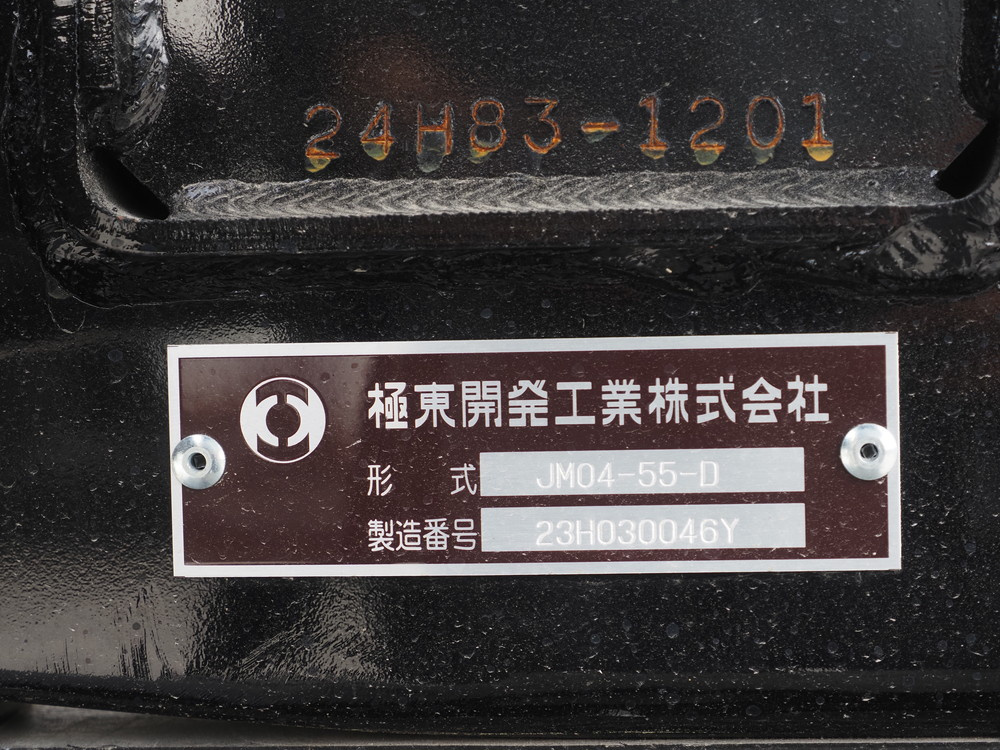 24H83-1201
極東開発工業株式会社
形式 JM04-55-D
製造番号 23H030046Y